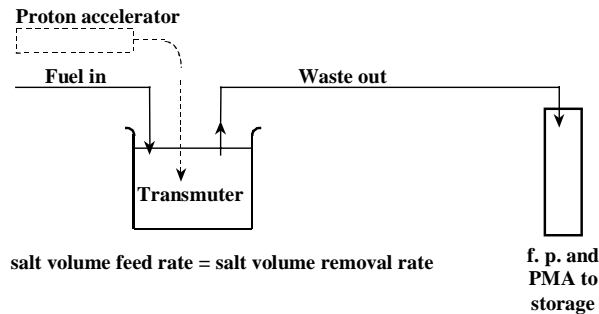 Proton accelerator
Fuel in
Waste out
Transmuter
salt volume feed rate = salt volume removal rate
f. p. and
PMA to
storage